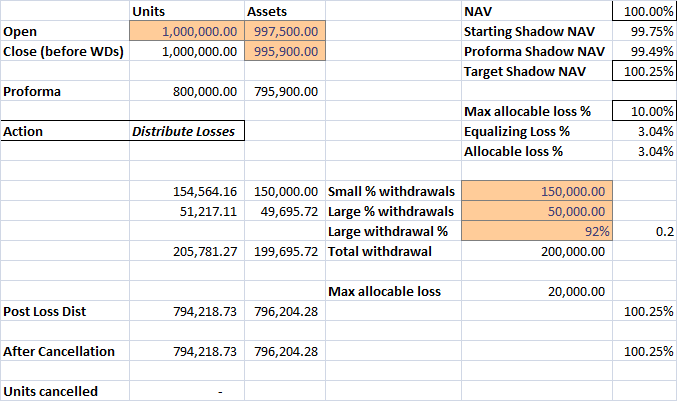 Units Assets NAV 100.00%
Open 1,000,000.00 997,500.00 Starting Shadow NAV 99.75%
Close (before WDs) 1,000,000.00 995,900.00 Proforma Shadow NAV 99.49%
Target Shadow NAV 100.25%
Proforma 800,000.00 795,900.00
Max allocable loss % 10.00%
Action Distribute Losses Equalizing Loss % 3.04%
Allocable loss % 3.04%
154,564.16 150,000.00 Small % withdrawals 150,000.00
51,217.11 49,695.72 Large % withdrawals 50,000.00
Large withdrawal % 92% 0.2
205,781.27 199,695.72 Total withdrawal 200,000.00
Max allocable loss 20,000.00
Post Loss Dist 794,218.73 796,204.28 100.25%
After Cancellation 794,218.73 796,204.28 100.25%
Units cancelled -